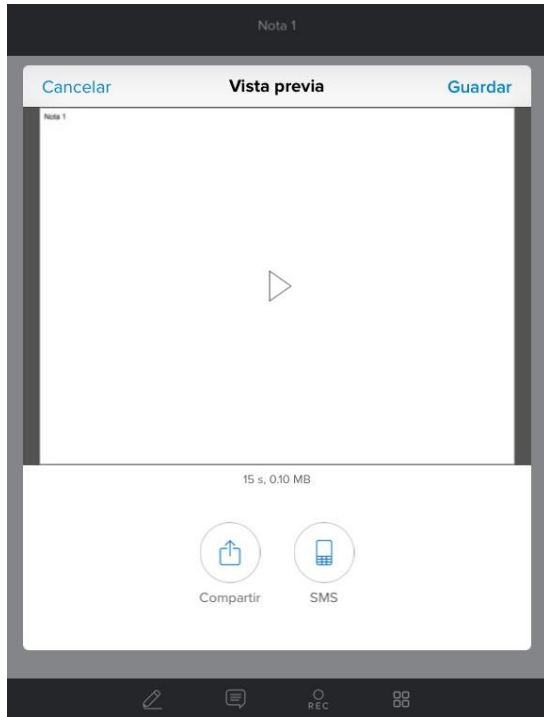 Nota 1
Cancelar Vista previa Guardar
Nota 1
15 s, 0.10 MB
Compartir SMS
REC